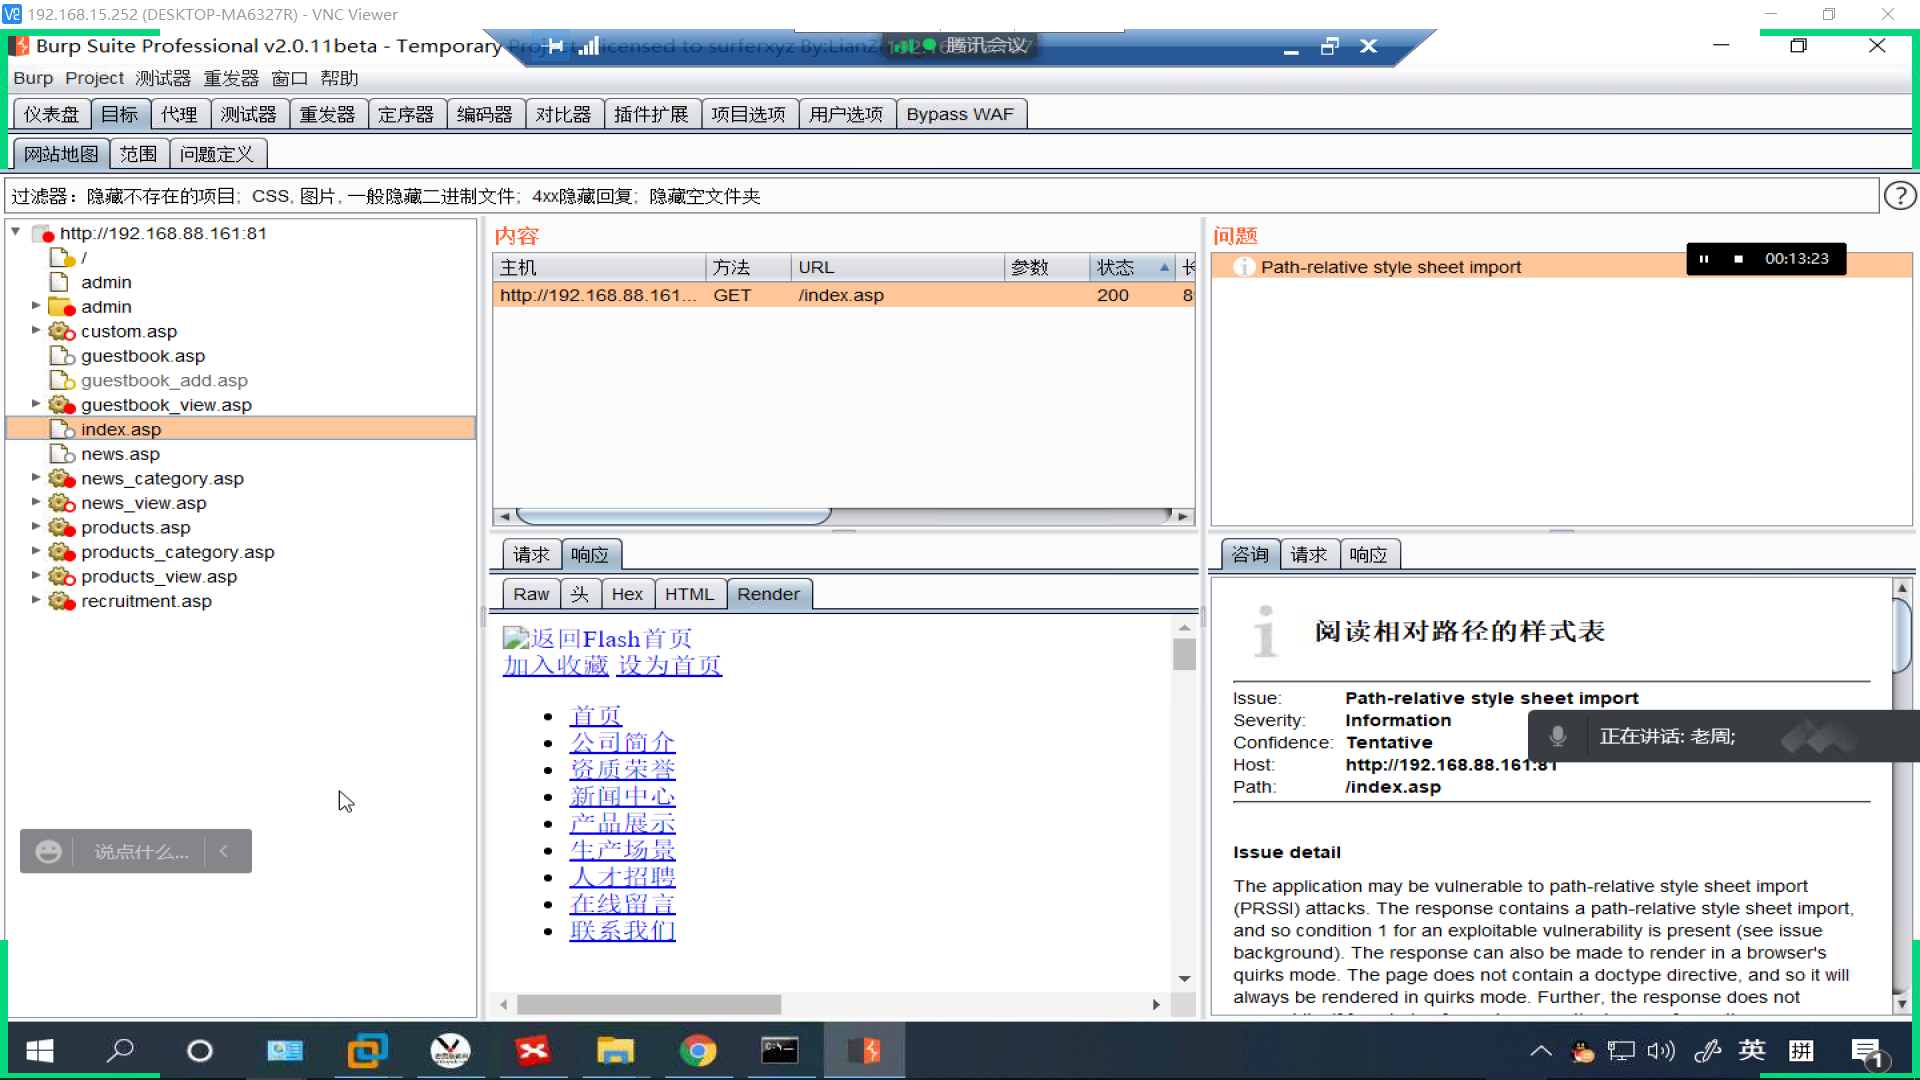 192.168.15.252 (DESKTOP-MA6327R) - VNC Viewer
Burp Suite Professional v2.0.11beta - Temporary Project - licensed to surferxyz By:LianZ
腾讯会议
Burp Project 测试器 重发器 窗口 帮助
仪表盘 目标 代理 测试器 重发器 定序器 编码器 对比器 插件扩展 项目选项 用户选项 Bypass WAF
网站地图 范围 问题定义
过滤器：隐藏不存在的项目； CSS, 图片, 一般隐藏二进制文件； 4xx隐藏回复； 隐藏空文件夹
http://192.168.88.161:81
/
admin
admin
custom.asp
guestbook.asp
guestbook_add.asp
guestbook_view.asp
index.asp
news.asp
news_category.asp
news_view.asp
products.asp
products_category.asp
products_view.asp
recruitment.asp
说点什么...
内容
主机 方法 URL 参数 状态
http://192.168.88.161... GET /index.asp 200
请求 响应
Raw 头 Hex HTML Render
返回Flash首页
加入收藏 设为首页
首页
公司简介
资质荣誉
新闻中心
产品展示
生产场景
人才招聘
在线留言
联系我们
问题
Path-relative style sheet import
00:13:23
咨询 请求 响应
阅读相对路径的样式表
Issue: Path-relative style sheet import
Severity: Information
Confidence: Tentative
Host: http://192.168.88.161:81
Path: /index.asp
正在讲话: 老周;
Issue detail
The application may be vulnerable to path-relative style sheet import
(PRSSI) attacks. The response contains a path-relative style sheet import,
and so condition 1 for an exploitable vulnerability is present (see issue
background). The response can also be made to render in a browser's
quirks mode. The page does not contain a doctype directive, and so it will
always be rendered in quirks mode. Further, the response does not
英 拼 1